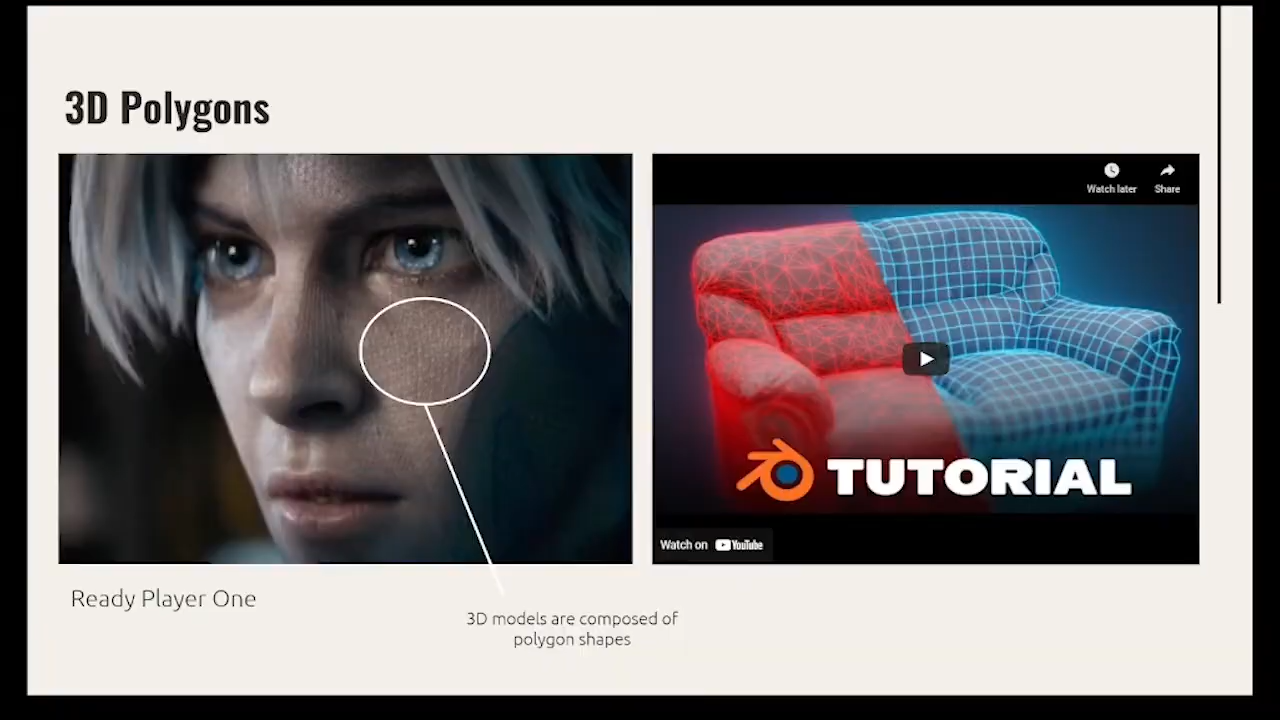 3D Polygons
Watch later
Share
TUTORIAL
Watch on YouTube
Ready Player One
3D models are composed of
polygon shapes